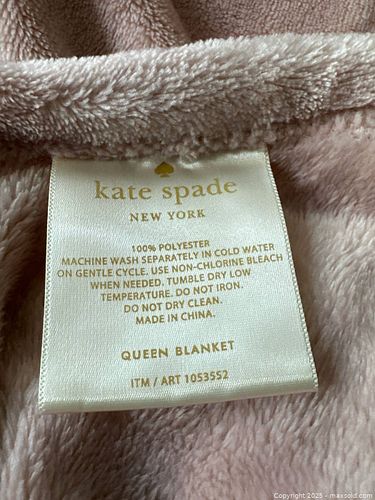 kate spade
NEW YORK
100% POLYESTER
MACHINE WASH SEPARATELY IN COLD WATER
ON GENTLE CYCLE. USE NON-CHLORINE BLEACH
WHEN NEEDED. TUMBLE DRY LOW
TEMPERATURE. DO NOT IRON.
DO NOT DRY CLEAN.
MADE IN CHINA.
QUEEN BLANKET
ITM / ART 1053552
Copyright 2025 - maxsold.com